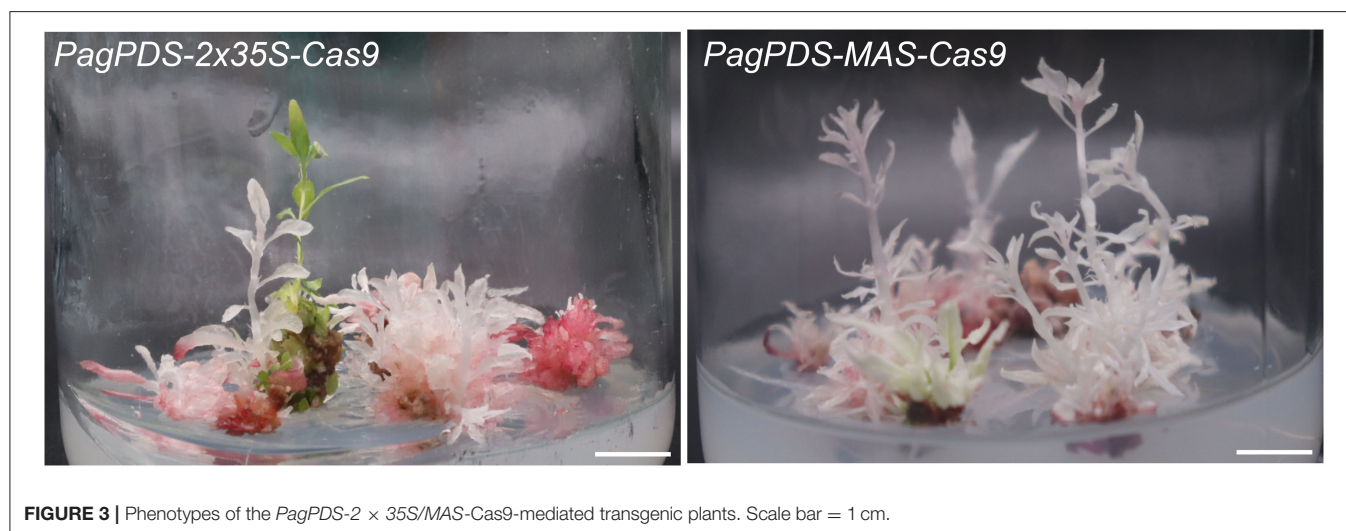 PagPDS-2x35S-Cas9
PagPDS-MAS-Cas9
FIGURE 3 | Phenotypes of the PagPDS-2 × 35S/MAS-Cas9-mediated transgenic plants. Scale bar = 1 cm.